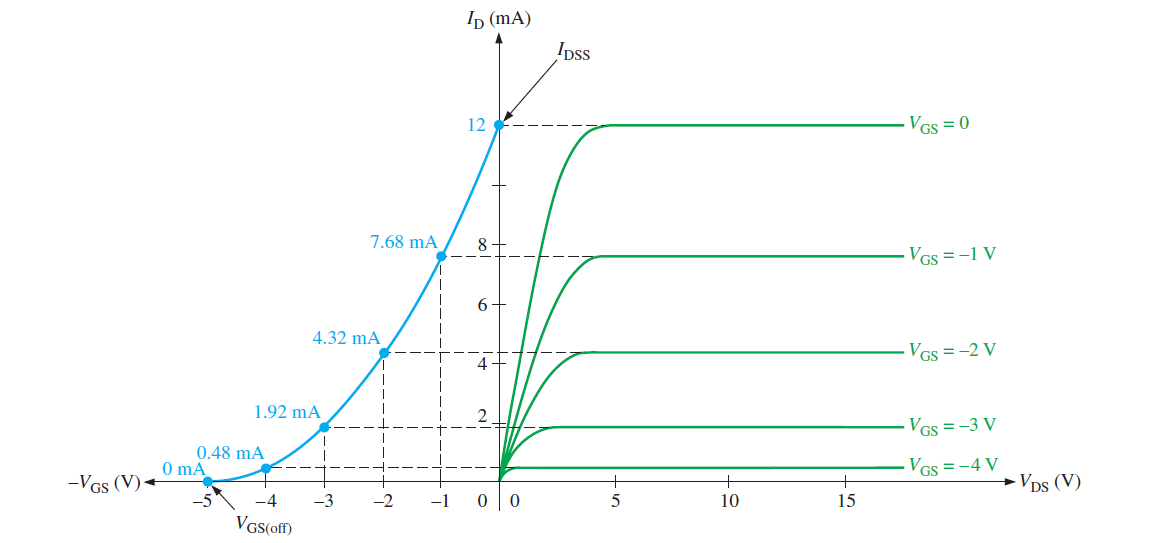 I_D (mA)
I_DSS
12
V_GS = 0
7.68 mA
8
V_GS = –1 V
6
4.32 mA
4
V_GS = –2 V
1.92 mA
2
V_GS = –3 V
0.48 mA
0 mA
V_GS = –4 V
–V_GS (V)
V_DS (V)
–5 –4 –3 –2 –1 0 0 5 10 15
V_GS(off)